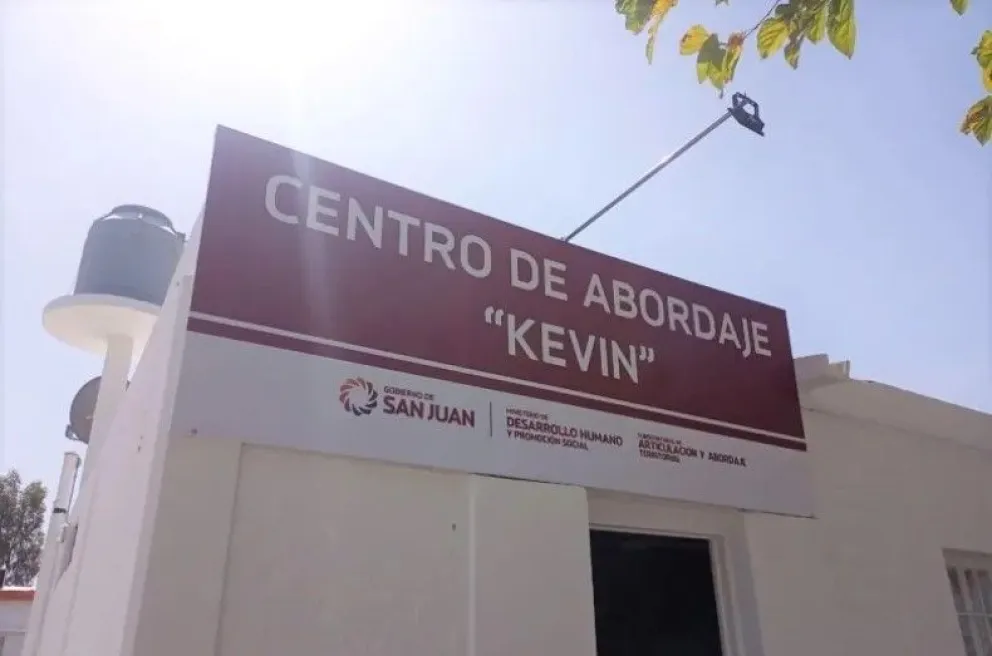 CENTRO DE ABORDAJE
“KEVIN”
GOBIERNO DE
SAN JUAN
MINISTERIO DE
DESARROLLO HUMANO
Y PROMOCIÓN SOCIAL
ARTICULACIÓN Y ABORDAJE
TERRITORIAL